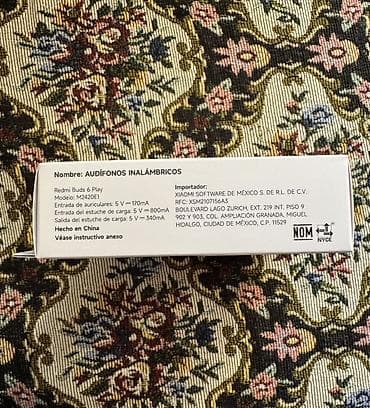 Nombre: AUDÍFONOS INALÁMBRICOS
Redmi Buds 6 Play
Modelo: M2420E1
Entrada de auriculares: 5 V⎓170mA
Entrada del estuche de carga: 5 V⎓800mA
Salida del estuche de carga: 5 V⎓340mA
Hecho en China
Véase instructivo anexo
Importador:
XIAOMI SOFTWARE DE MÉXICO S. DE R.L. DE C.V.
RFC: XSM2107156A3
BOULEVARD LAGO ZURICH, EXT. 219 INT. PISO 9
902 Y 903, COL. AMPLIACIÓN GRANADA, MIGUEL
HIDALGO, CIUDAD DE MÉXICO, C.P. 11529
NOM
NYCE